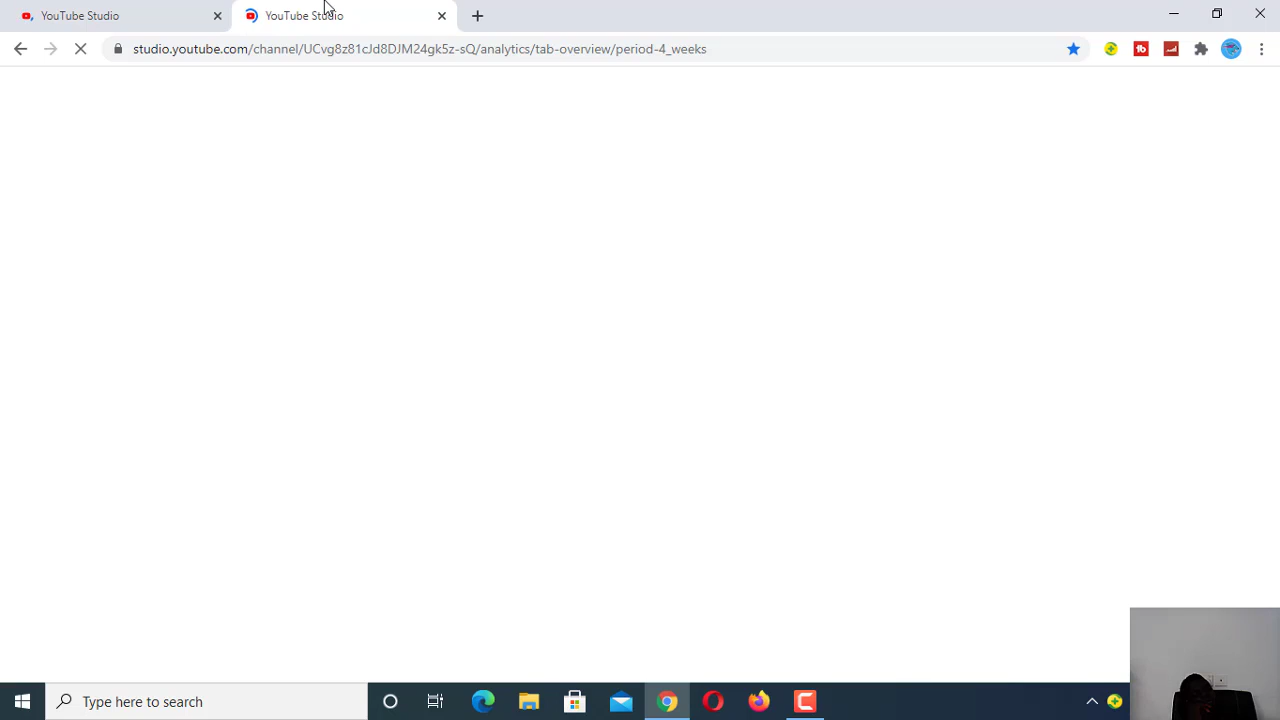 YouTube Studio
YouTube Studio
studio.youtube.com/channel/UCvg8z81cJd8DJM24gk5z-sQ/analytics/tab-overview/period-4_weeks
Type here to search